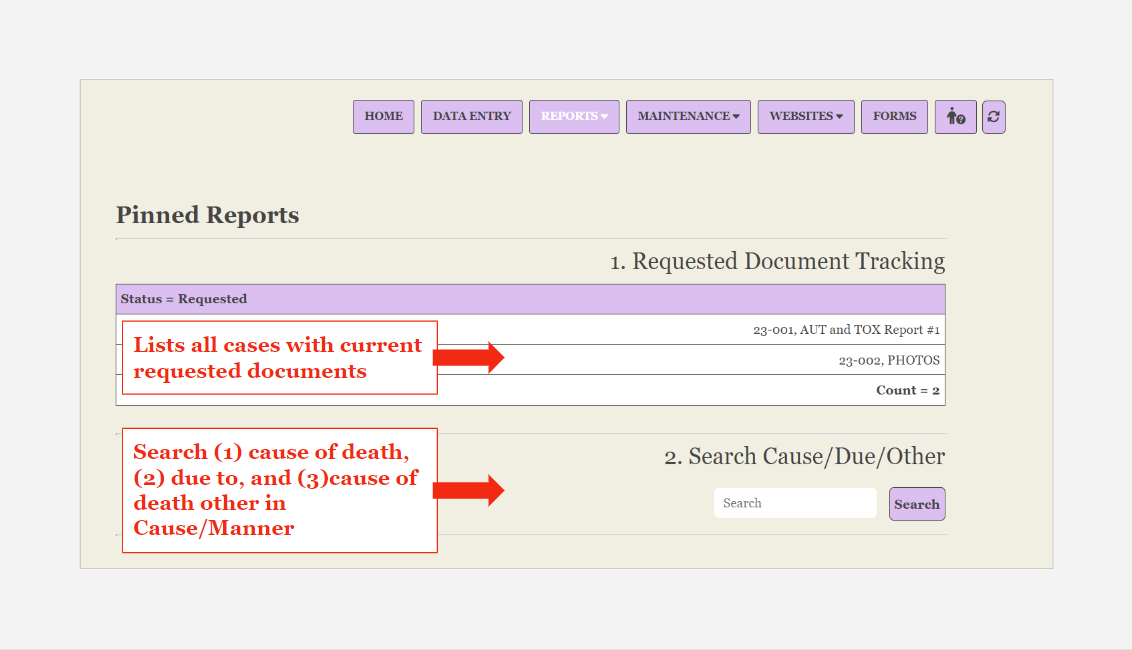 HOME DATA ENTRY REPORTS MAINTENANCE WEBSITES FORMS
Pinned Reports
1. Requested Document Tracking
Status = Requested
23-001, AUT and TOX Report #1
23-002, PHOTOS
Count = 2
Lists all cases with current
requested documents
2. Search Cause/Due/Other
Search Search
Search (1) cause of death,
(2) due to, and (3)cause of
death other in
Cause/Manner